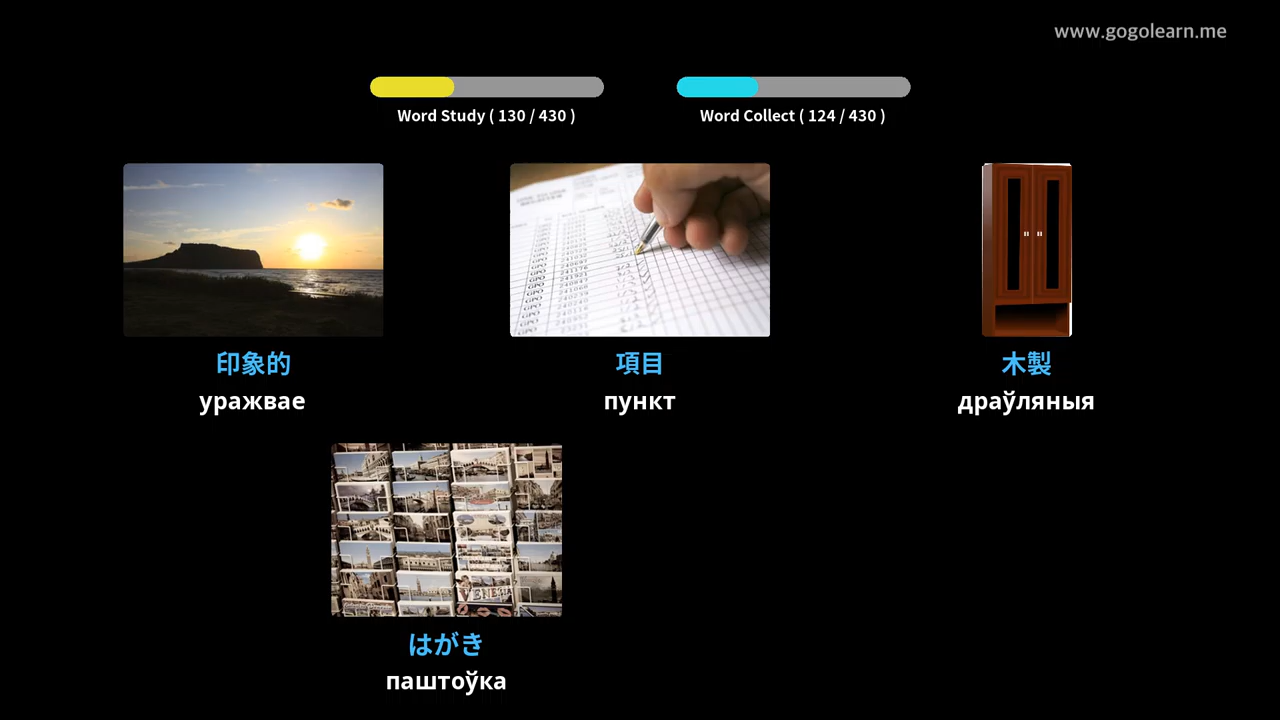 www.gogolearn.me
Word Study ( 130 / 430 )
Word Collect ( 124 / 430 )
印象的
уражвае
項目
пункт
木製
драўляныя
はがき
паштоўка